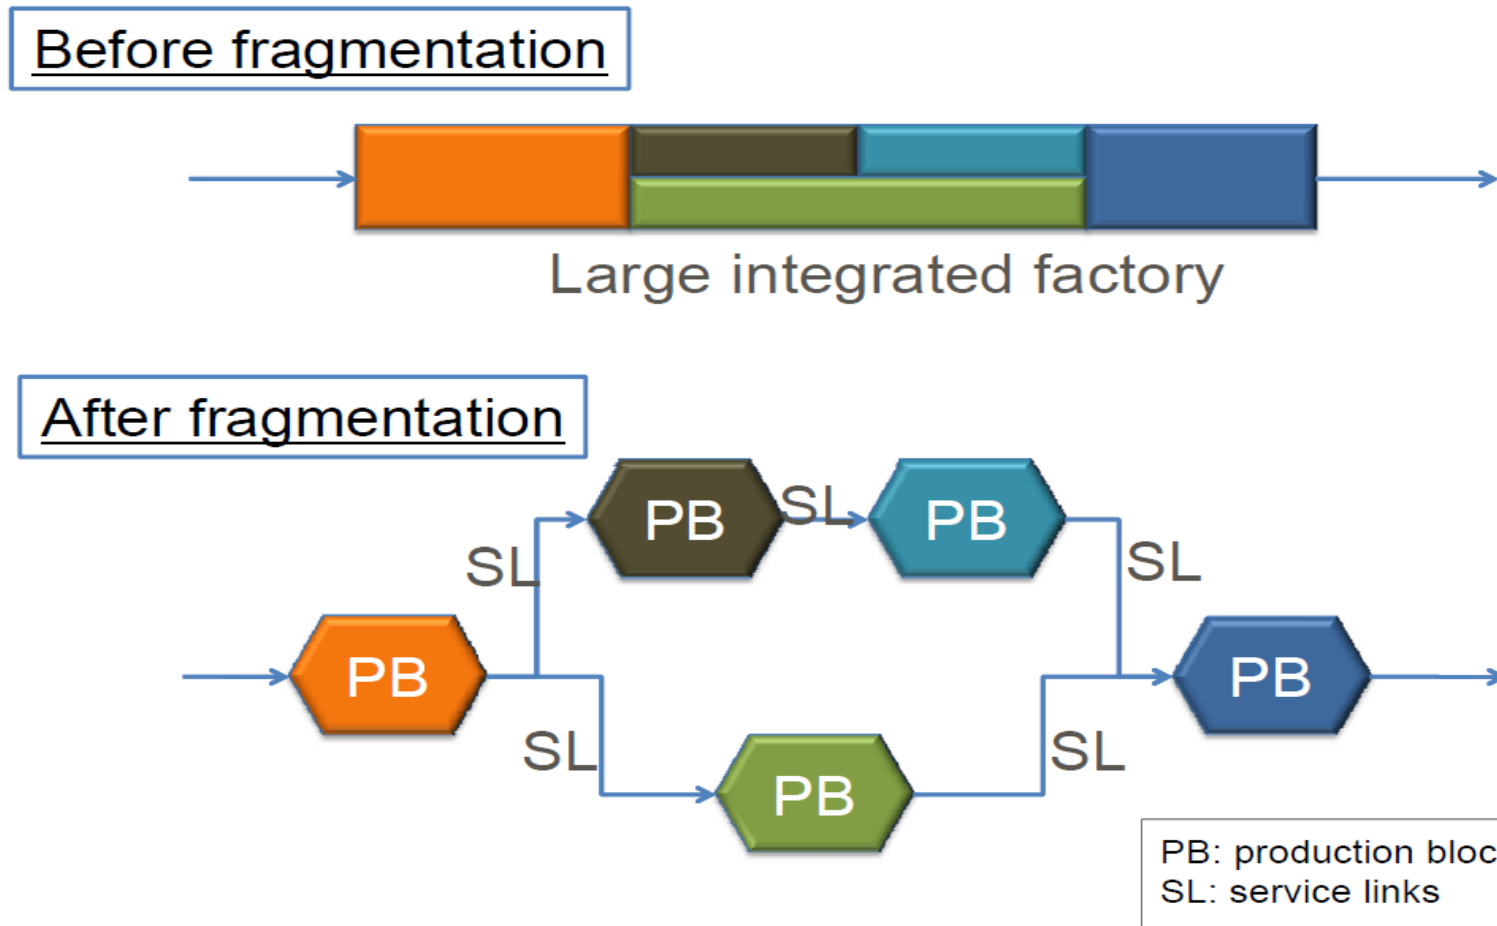 Before fragmentation
Large integrated factory
After fragmentation
PB
SL
PB
SL
SL
PB
PB
SL
SL
PB
PB: production bloc
SL: service links